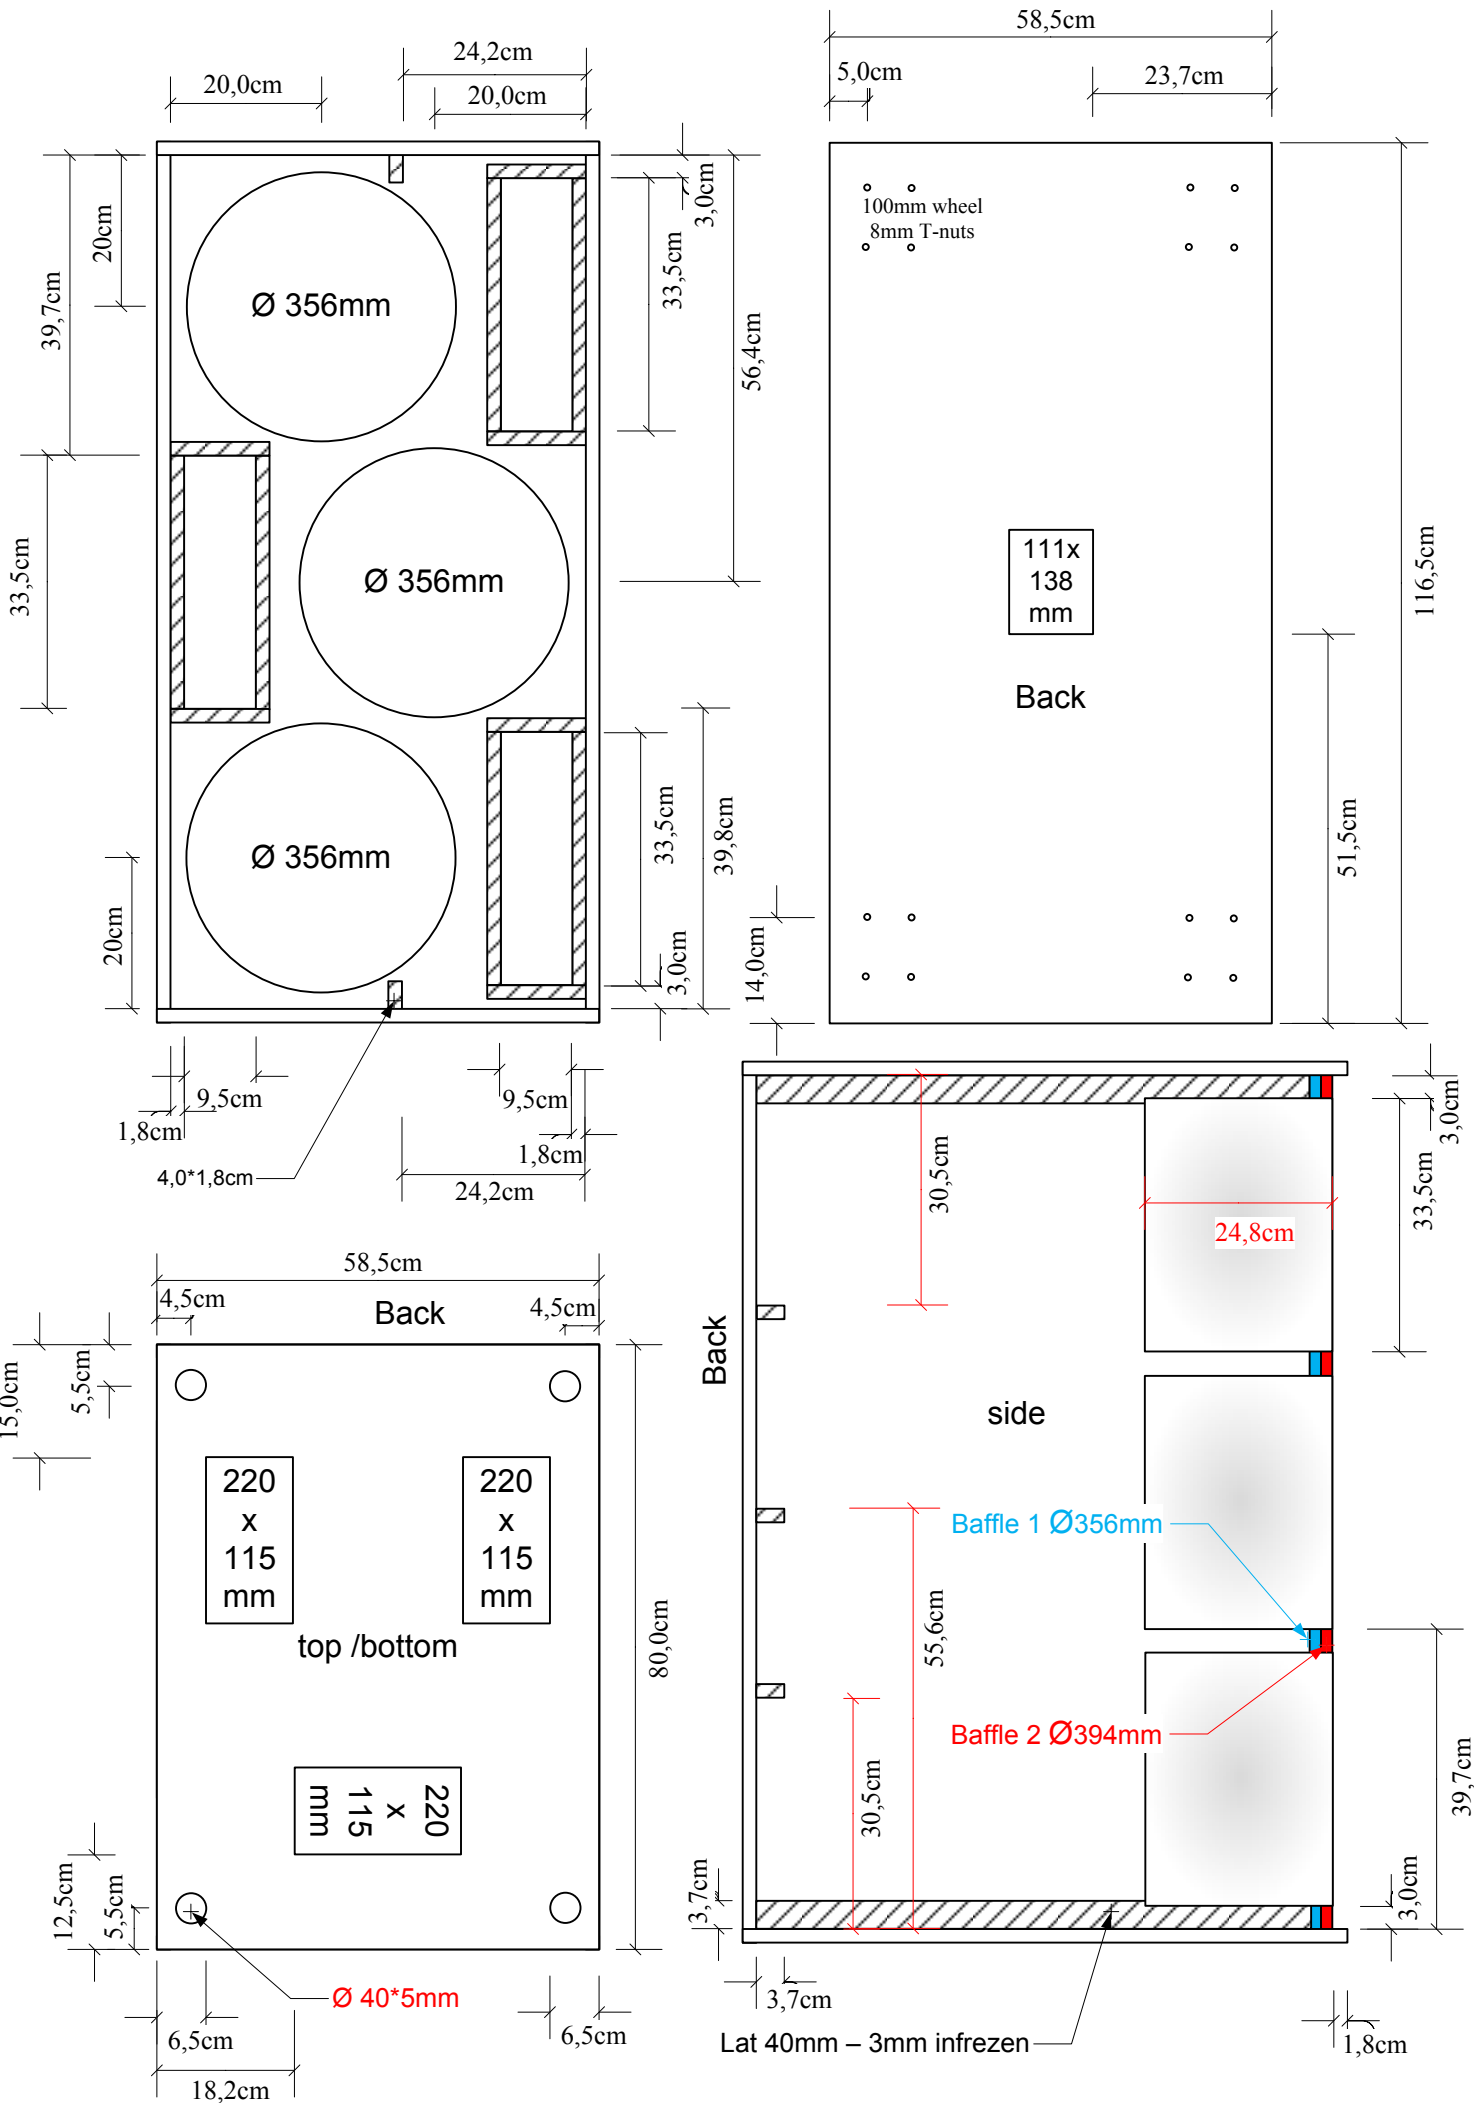 24,2cm
20,0cm
20,0cm
39,7cm
20cm
3,0cm
33,5cm
56,4cm
Ø 356mm
33,5cm
Ø 356mm
Ø 356mm
20cm
33,5cm
39,8cm
3,0cm
9,5cm
1,8cm
9,5cm
1,8cm
4,0*1,8cm
24,2cm
58,5cm
5,0cm
23,7cm
100mm wheel
8mm T-nuts
111x
138
mm
Back
116,5cm
51,5cm
14,0cm
58,5cm
4,5cm
Back
4,5cm
15,0cm
5,5cm
220
x
115
mm
220
x
115
mm
top /bottom
80,0cm
220
x
115
mm
12,5cm
5,5cm
Ø 40*5mm
6,5cm
6,5cm
18,2cm
3,0cm
30,5cm
33,5cm
24,8cm
Back
side
Baffle 1 Ø356mm
55,6cm
Baffle 2 Ø394mm
30,5cm
39,7cm
3,7cm
3,0cm
3,7cm
Lat 40mm – 3mm infrezen
1,8cm